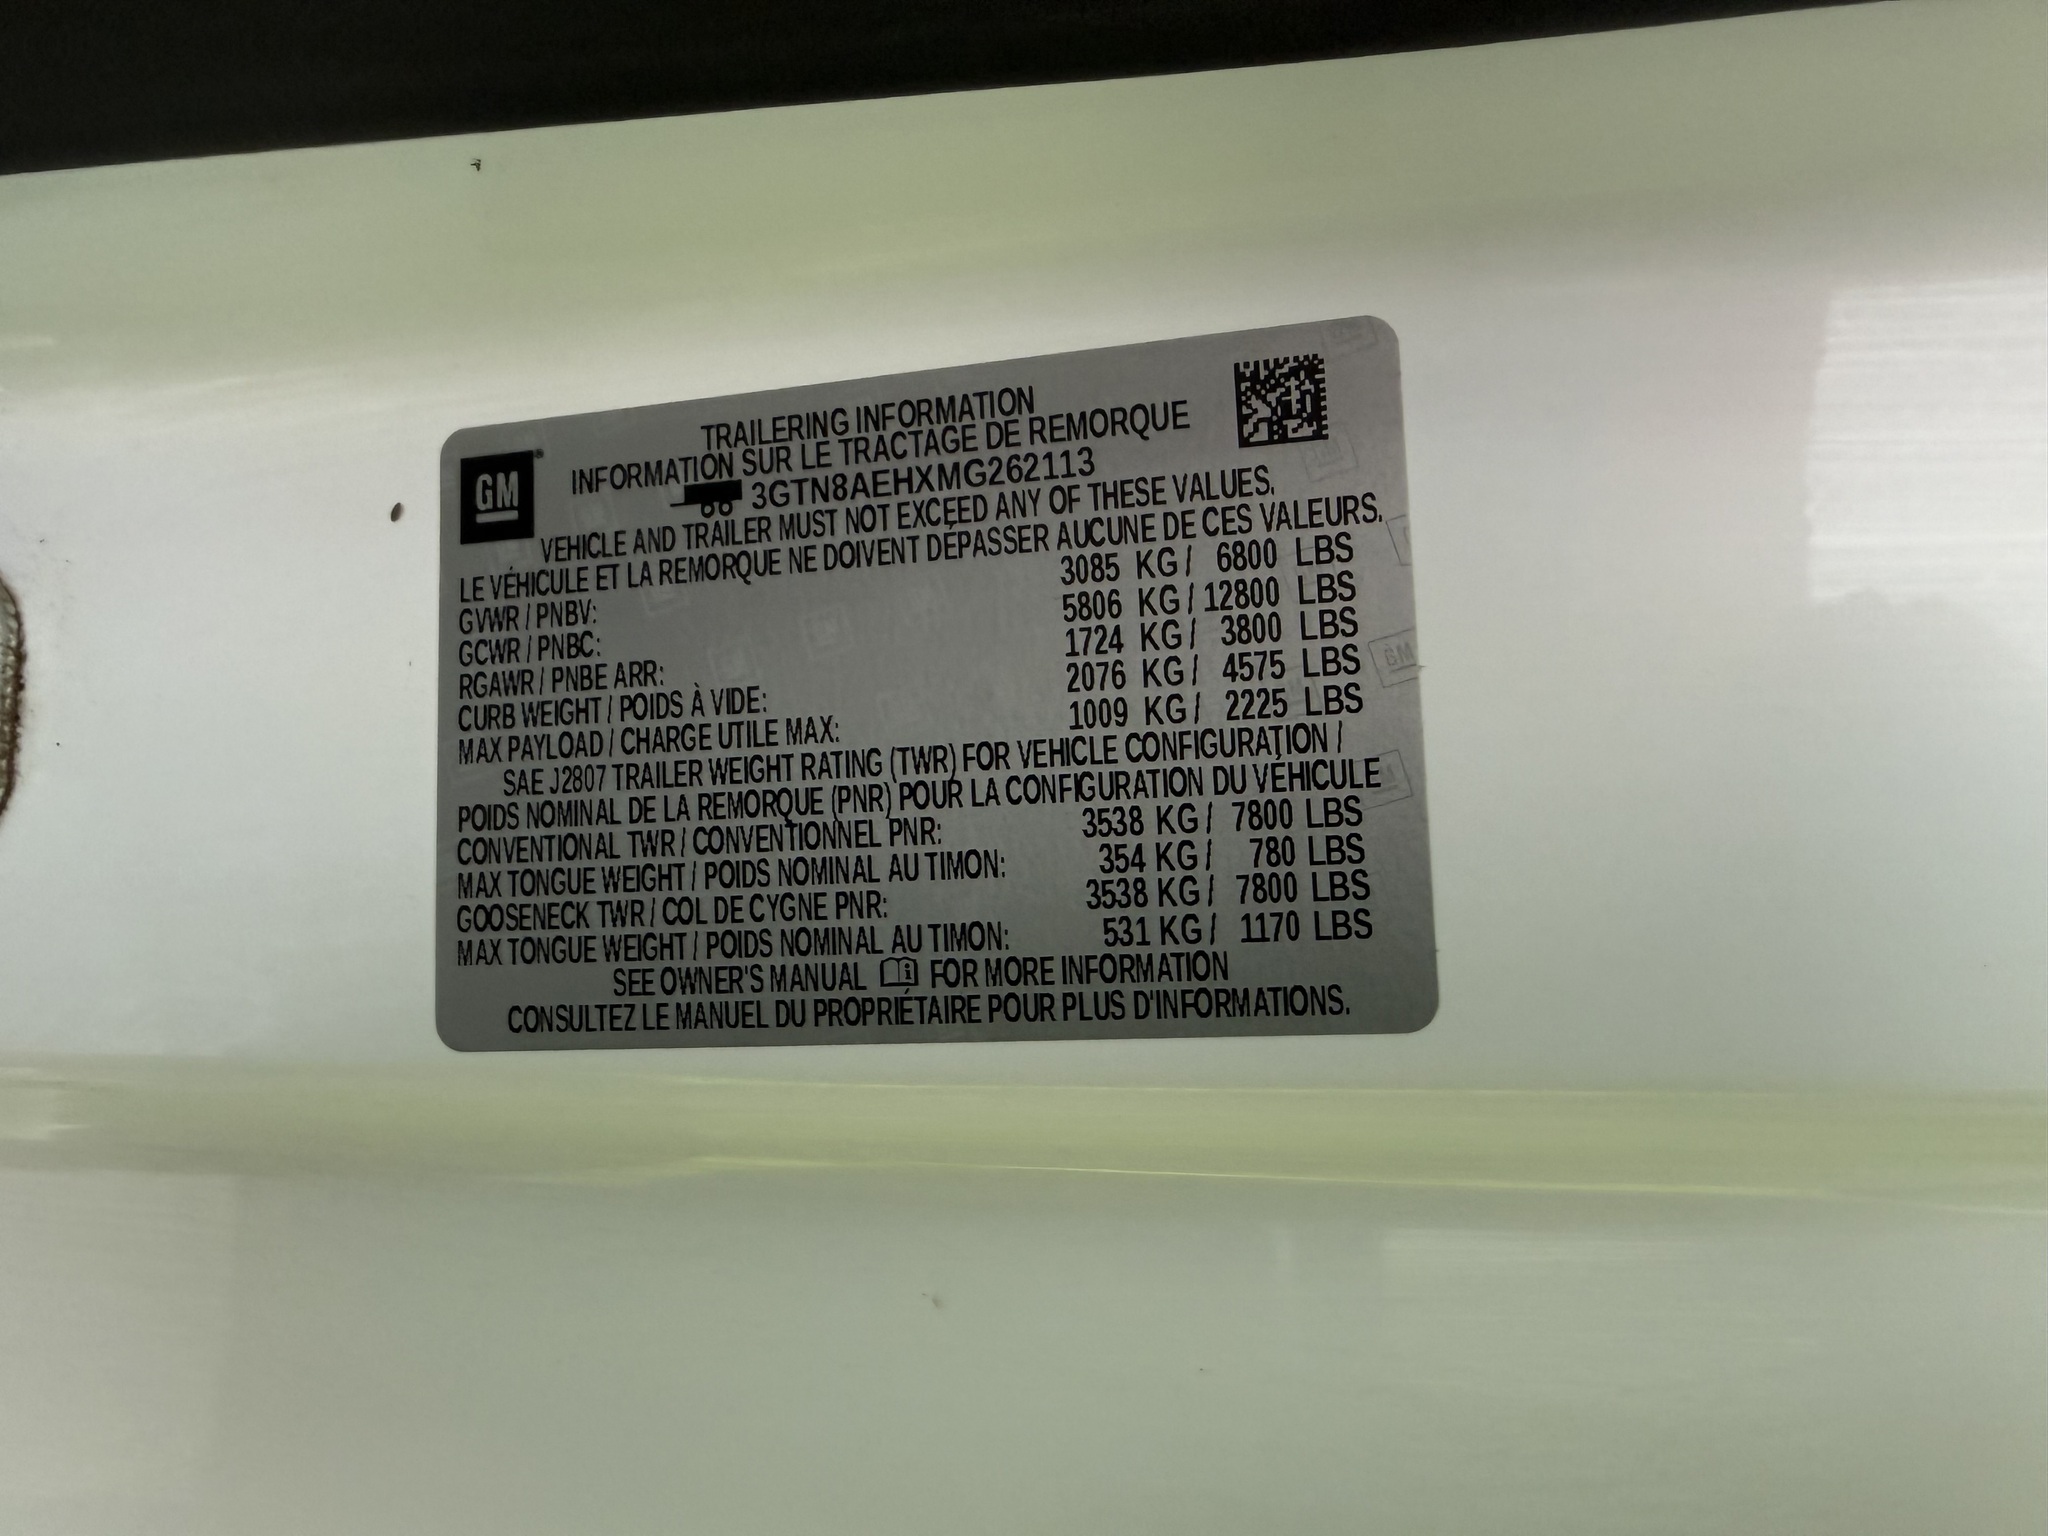 TRAILERING INFORMATION
INFORMATION SUR LE TRACTAGE DE REMORQUE
GM
3GTN8AEHXMG262113
VEHICLE AND TRAILER MUST NOT EXCEED ANY OF THESE VALUES.
LE VÉHICULE ET LA REMORQUE NE DOIVENT DÉPASSER AUCUNE DE CES VALEURS.
GVWR / PNBV: 3085 KG / 6800 LBS
GCWR / PNBC: 5806 KG / 12800 LBS
RGAWR / PNBE ARR: 1724 KG / 3800 LBS
CURB WEIGHT / POIDS À VIDE: 2076 KG / 4575 LBS
MAX PAYLOAD / CHARGE UTILE MAX: 1009 KG / 2225 LBS
SAE J2807 TRAILER WEIGHT RATING (TWR) FOR VEHICLE CONFIGURATION /
POIDS NOMINAL DE LA REMORQUE (PNR) POUR LA CONFIGURATION DU VÉHICULE
CONVENTIONAL TWR / CONVENTIONNEL PNR: 3538 KG / 7800 LBS
MAX TONGUE WEIGHT / POIDS NOMINAL AU TIMON: 354 KG / 780 LBS
GOOSENECK TWR / COL DE CYGNE PNR: 3538 KG / 7800 LBS
MAX TONGUE WEIGHT / POIDS NOMINAL AU TIMON: 531 KG / 1170 LBS
SEE OWNER'S MANUAL FOR MORE INFORMATION
CONSULTEZ LE MANUEL DU PROPRIÉTAIRE POUR PLUS D'INFORMATIONS.